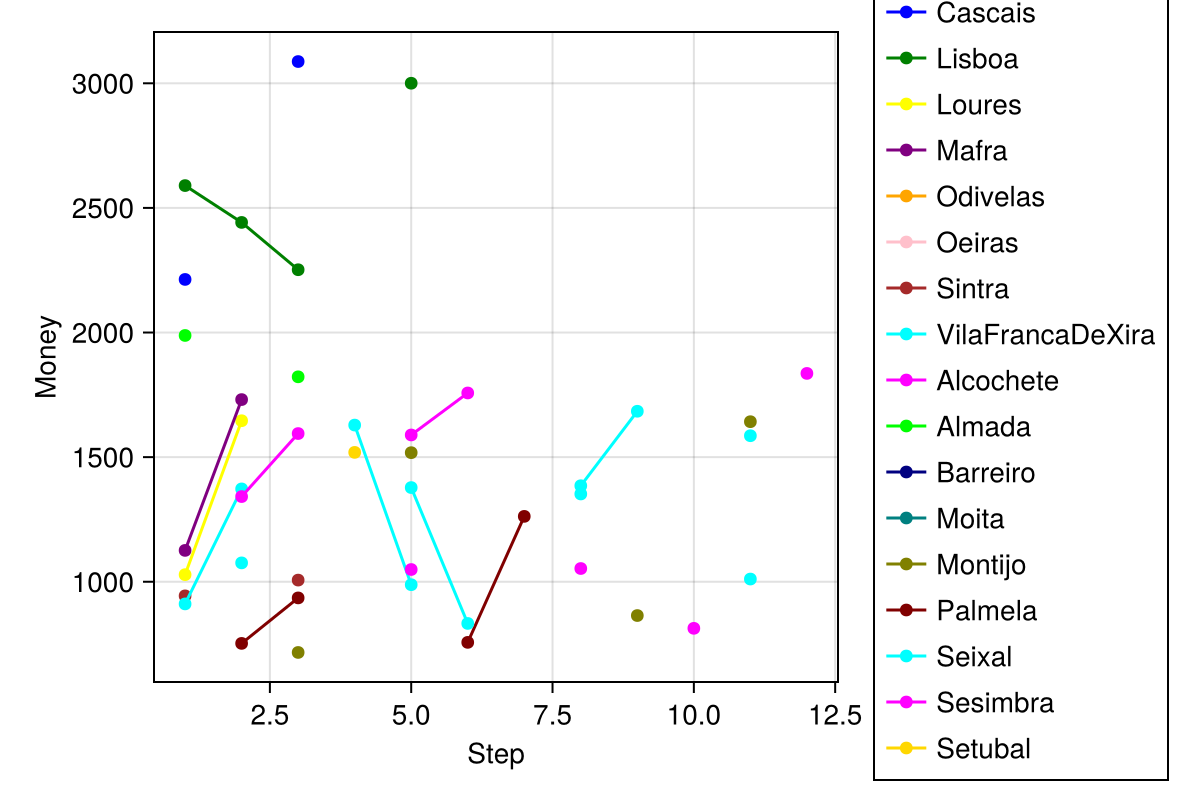 3000
2500
2000
1500
1000
Money
2.5 5.0 7.5 10.0 12.5
Step
Cascais
Lisboa
Loures
Mafra
Odivelas
Oeiras
Sintra
VilaFrancaDeXira
Alcochete
Almada
Barreiro
Moita
Montijo
Palmela
Seixal
Sesimbra
Setubal